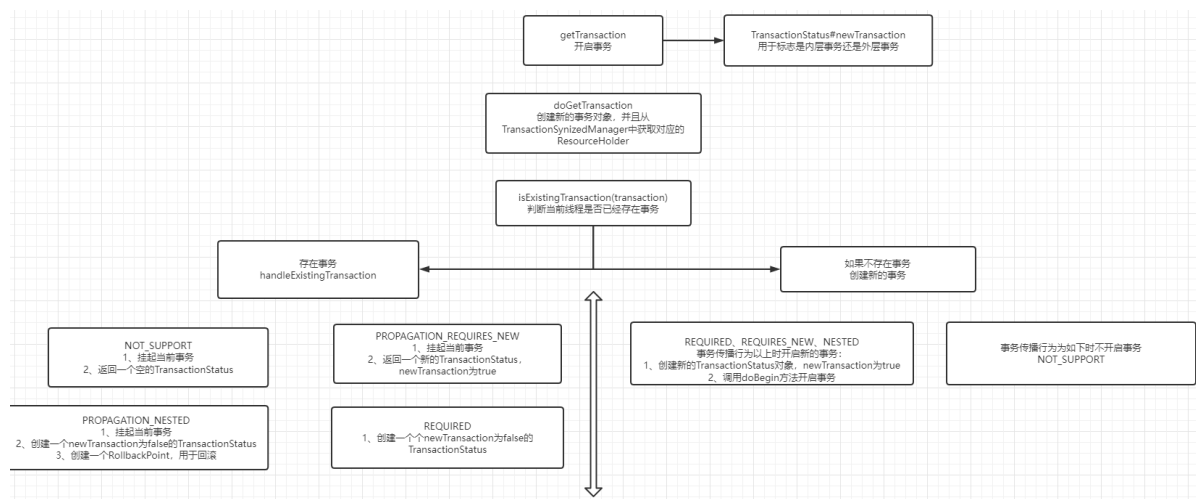 getTransaction
开启事务
TransactionStatus#newTransaction
用于标志是内层事务还是外层事务
doGetTransaction
创建新的事务对象，并且从
TransactionSynizedManager中获取对应的
ResourceHolder
isExistingTransaction(transaction)
判断当前线程是否已经存在事务
存在事务
handleExistingTransaction
如果不存在事务
创建新的事务
NOT_SUPPORT
1、挂起当前事务
2、返回一个空的TransactionStatus
PROPAGATION_REQUIRES_NEW
1、挂起当前事务
2、返回一个新的TransactionStatus，
newTransaction为true
REQUIRED、REQUIRES_NEW、NESTED
事务传播行为以上时开启新的事务：
1、创建新的TransactionStatus对象，newTransaction为true
2、调用doBegin方法开启事务
事务传播行为为如下时不开启事务
NOT_SUPPORT
PROPAGATION_NESTED
1、挂起当前事务
2、创建一个newTransaction为false的TransactionStatus
3、创建一个RollbackPoint，用于回滚
REQUIRED
1、创建一个个newTransaction为false的
TransactionStatus